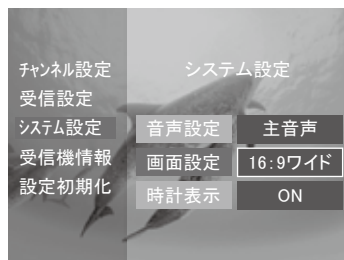 チャンネル設定
システム設定
受信設定
システム設定
音声設定 主音声
受信機情報
画面設定 16:9ワイド
設定初期化
時計表示 ON